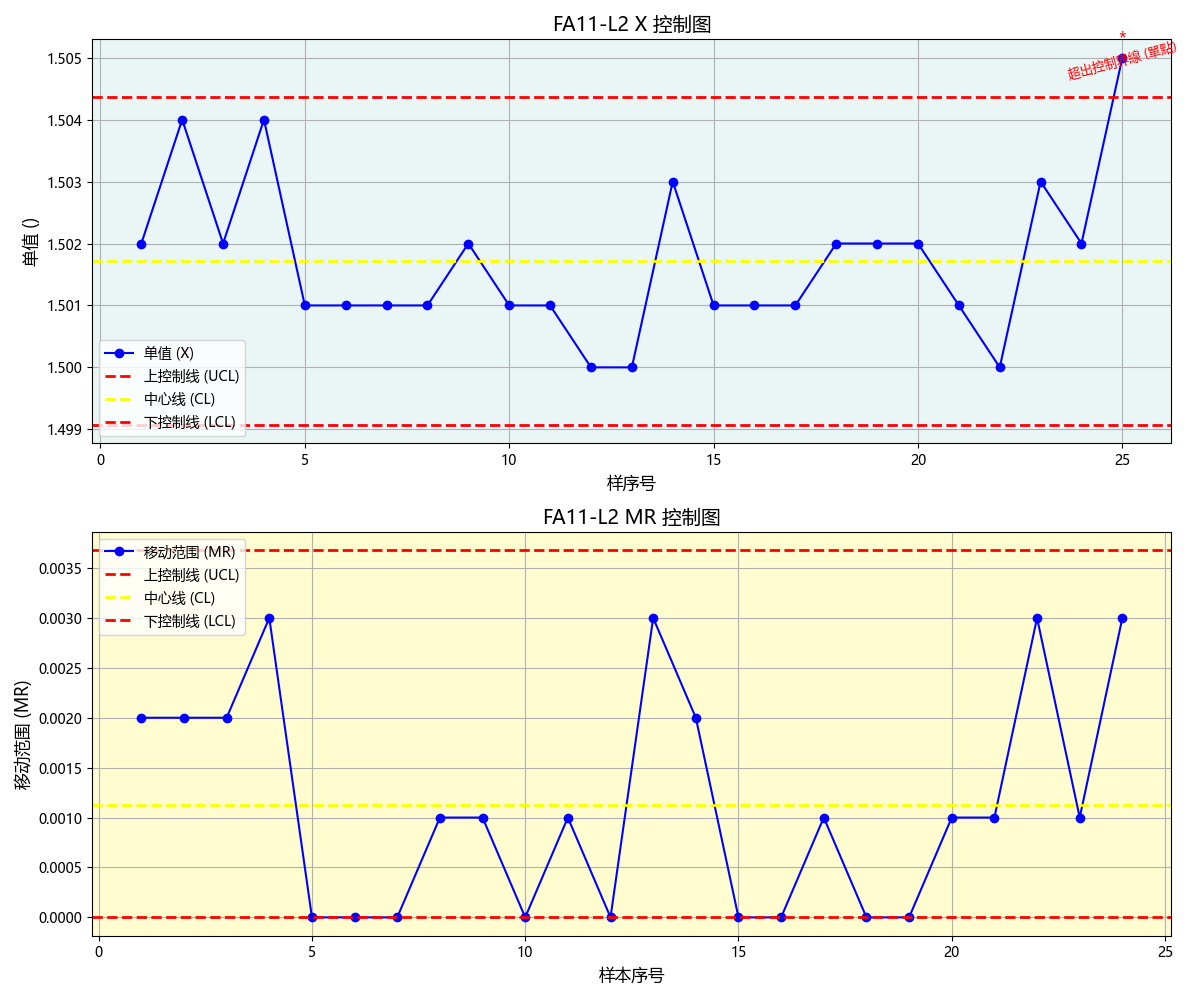 FA11-L2 X 控制图
*
超出控制界線 (單點)
单值 ()
1.505
1.504
1.503
1.502
1.501
1.500
1.499
单值 (X)
上控制线 (UCL)
中心线 (CL)
下控制线 (LCL)
0 5 10 15 20 25
样序号
FA11-L2 MR 控制图
移动范围 (MR)
0.0035
0.0030
0.0025
0.0020
0.0015
0.0010
0.0005
0.0000
移动范围 (MR)
上控制线 (UCL)
中心线 (CL)
下控制线 (LCL)
0 5 10 15 20 25
样本序号